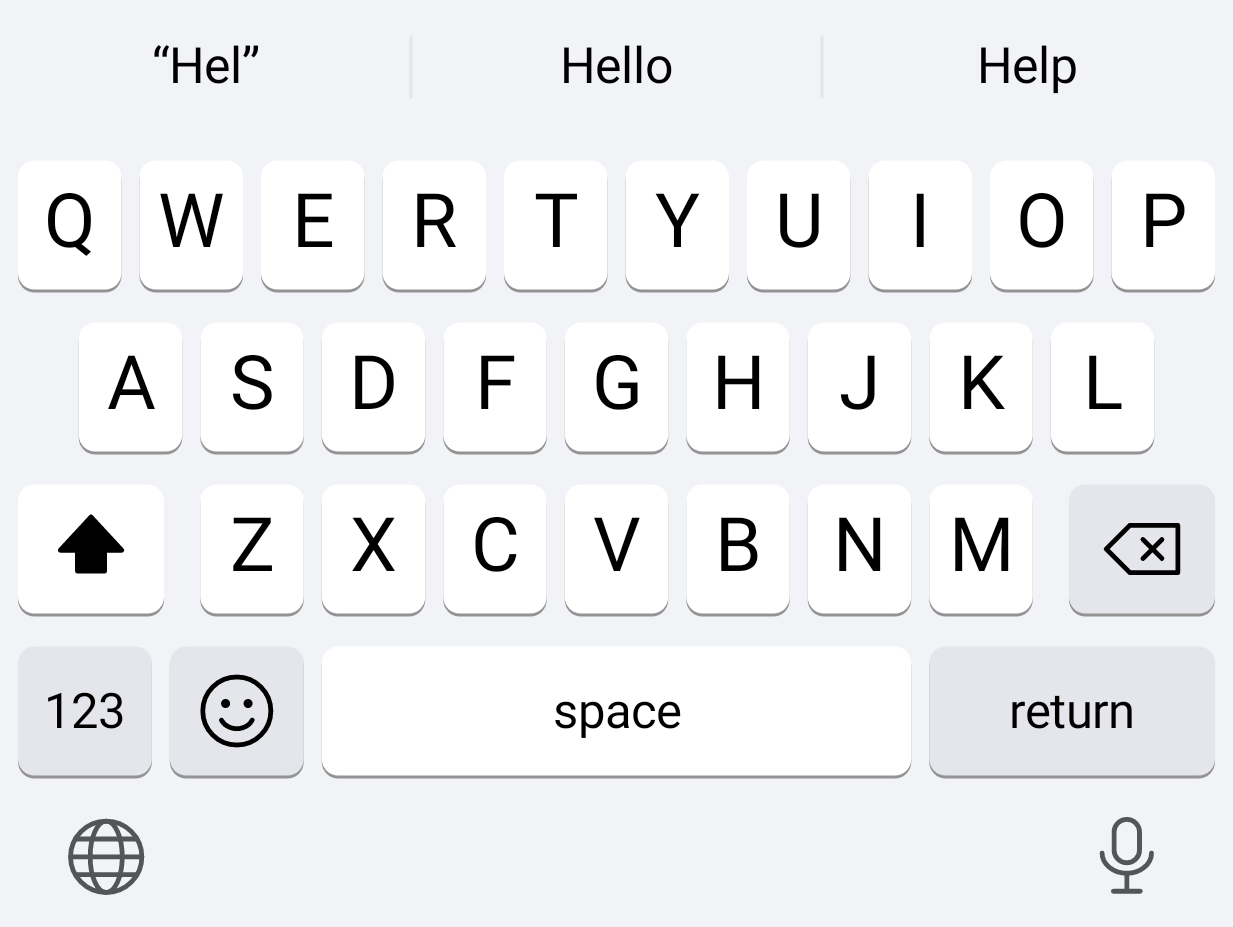 “Hel” Hello Help
Q W E R T Y U I O P
A S D F G H J K L
Z X C V B N M
123 space return